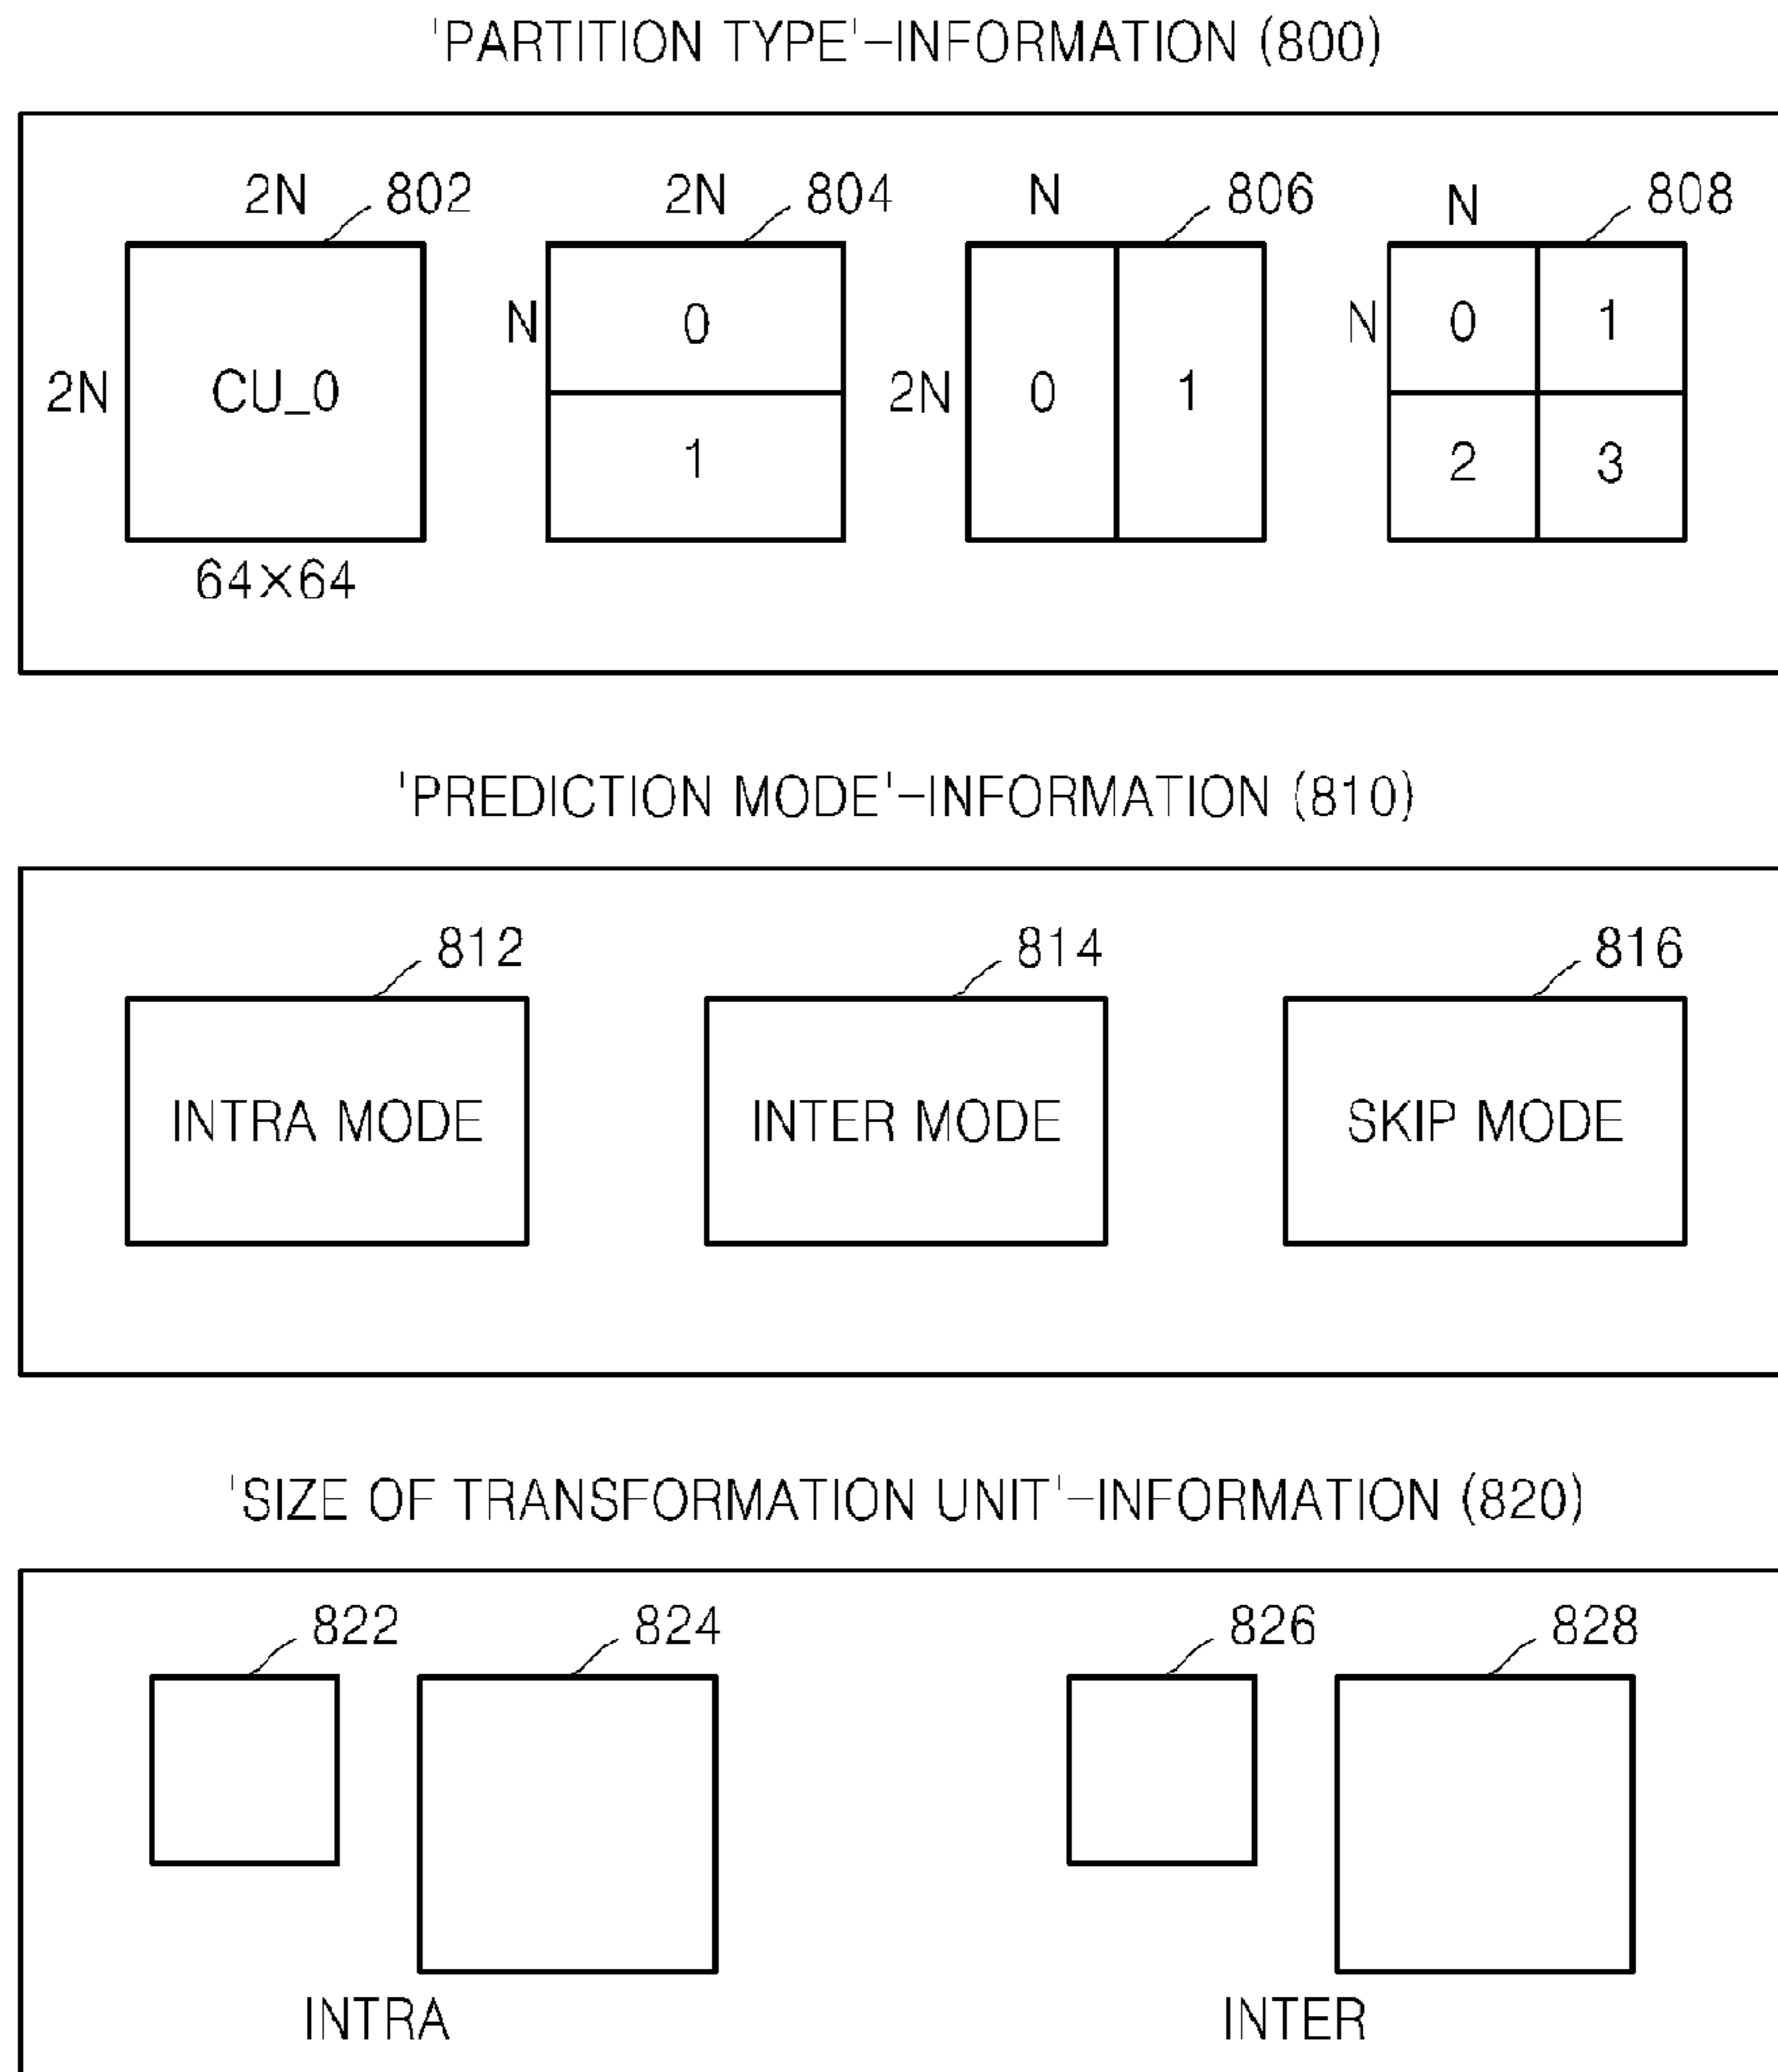 'PARTITION TYPE'-INFORMATION (800)
2N 802 2N 804 N 806 N 808
N 0 N 0 1
2N CU_0 2N 0 1
1 2 3
64×64
'PREDICTION MODE'-INFORMATION (810)
812 814 816
INTRA MODE INTER MODE SKIP MODE
'SIZE OF TRANSFORMATION UNIT'-INFORMATION (820)
822 824 826 828
INTRA INTER